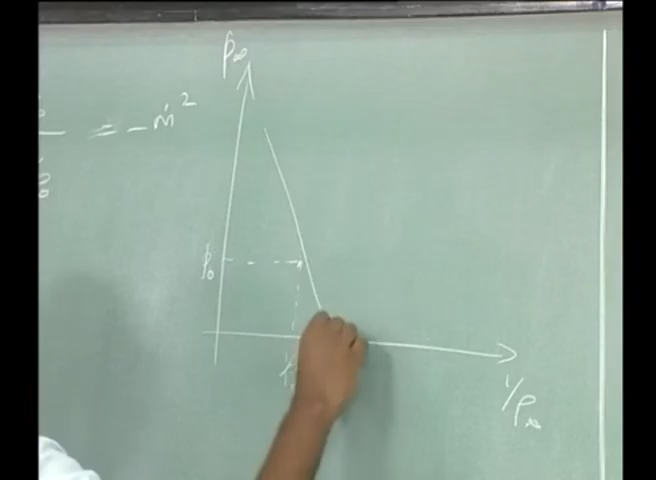 p∞
= -ṁ²
p₀
1/ρ∞